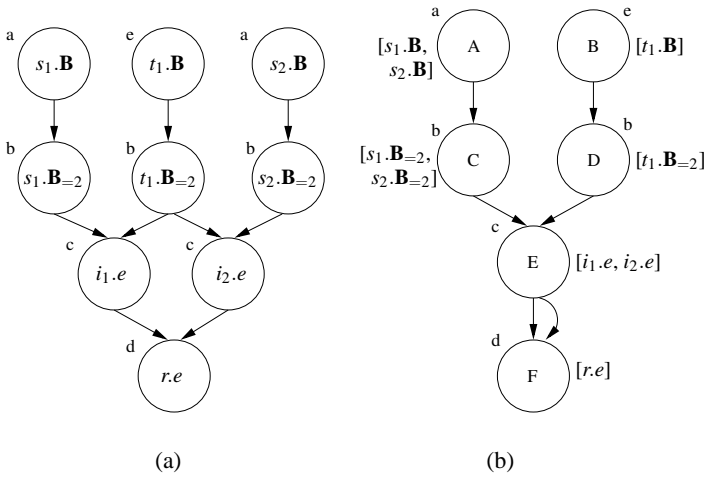 a e a a e
s₁.B t₁.B s₂.B [s₁.B, s₂.B] A B [t₁.B]
b b b b b
s₁.B₌₂ t₁.B₌₂ s₂.B₌₂ [s₁.B₌₂, s₂.B₌₂] C D [t₁.B₌₂]
c c c
i₁.e i₂.e E [i₁.e, i₂.e]
d d
r.e F [r.e]
(a) (b)